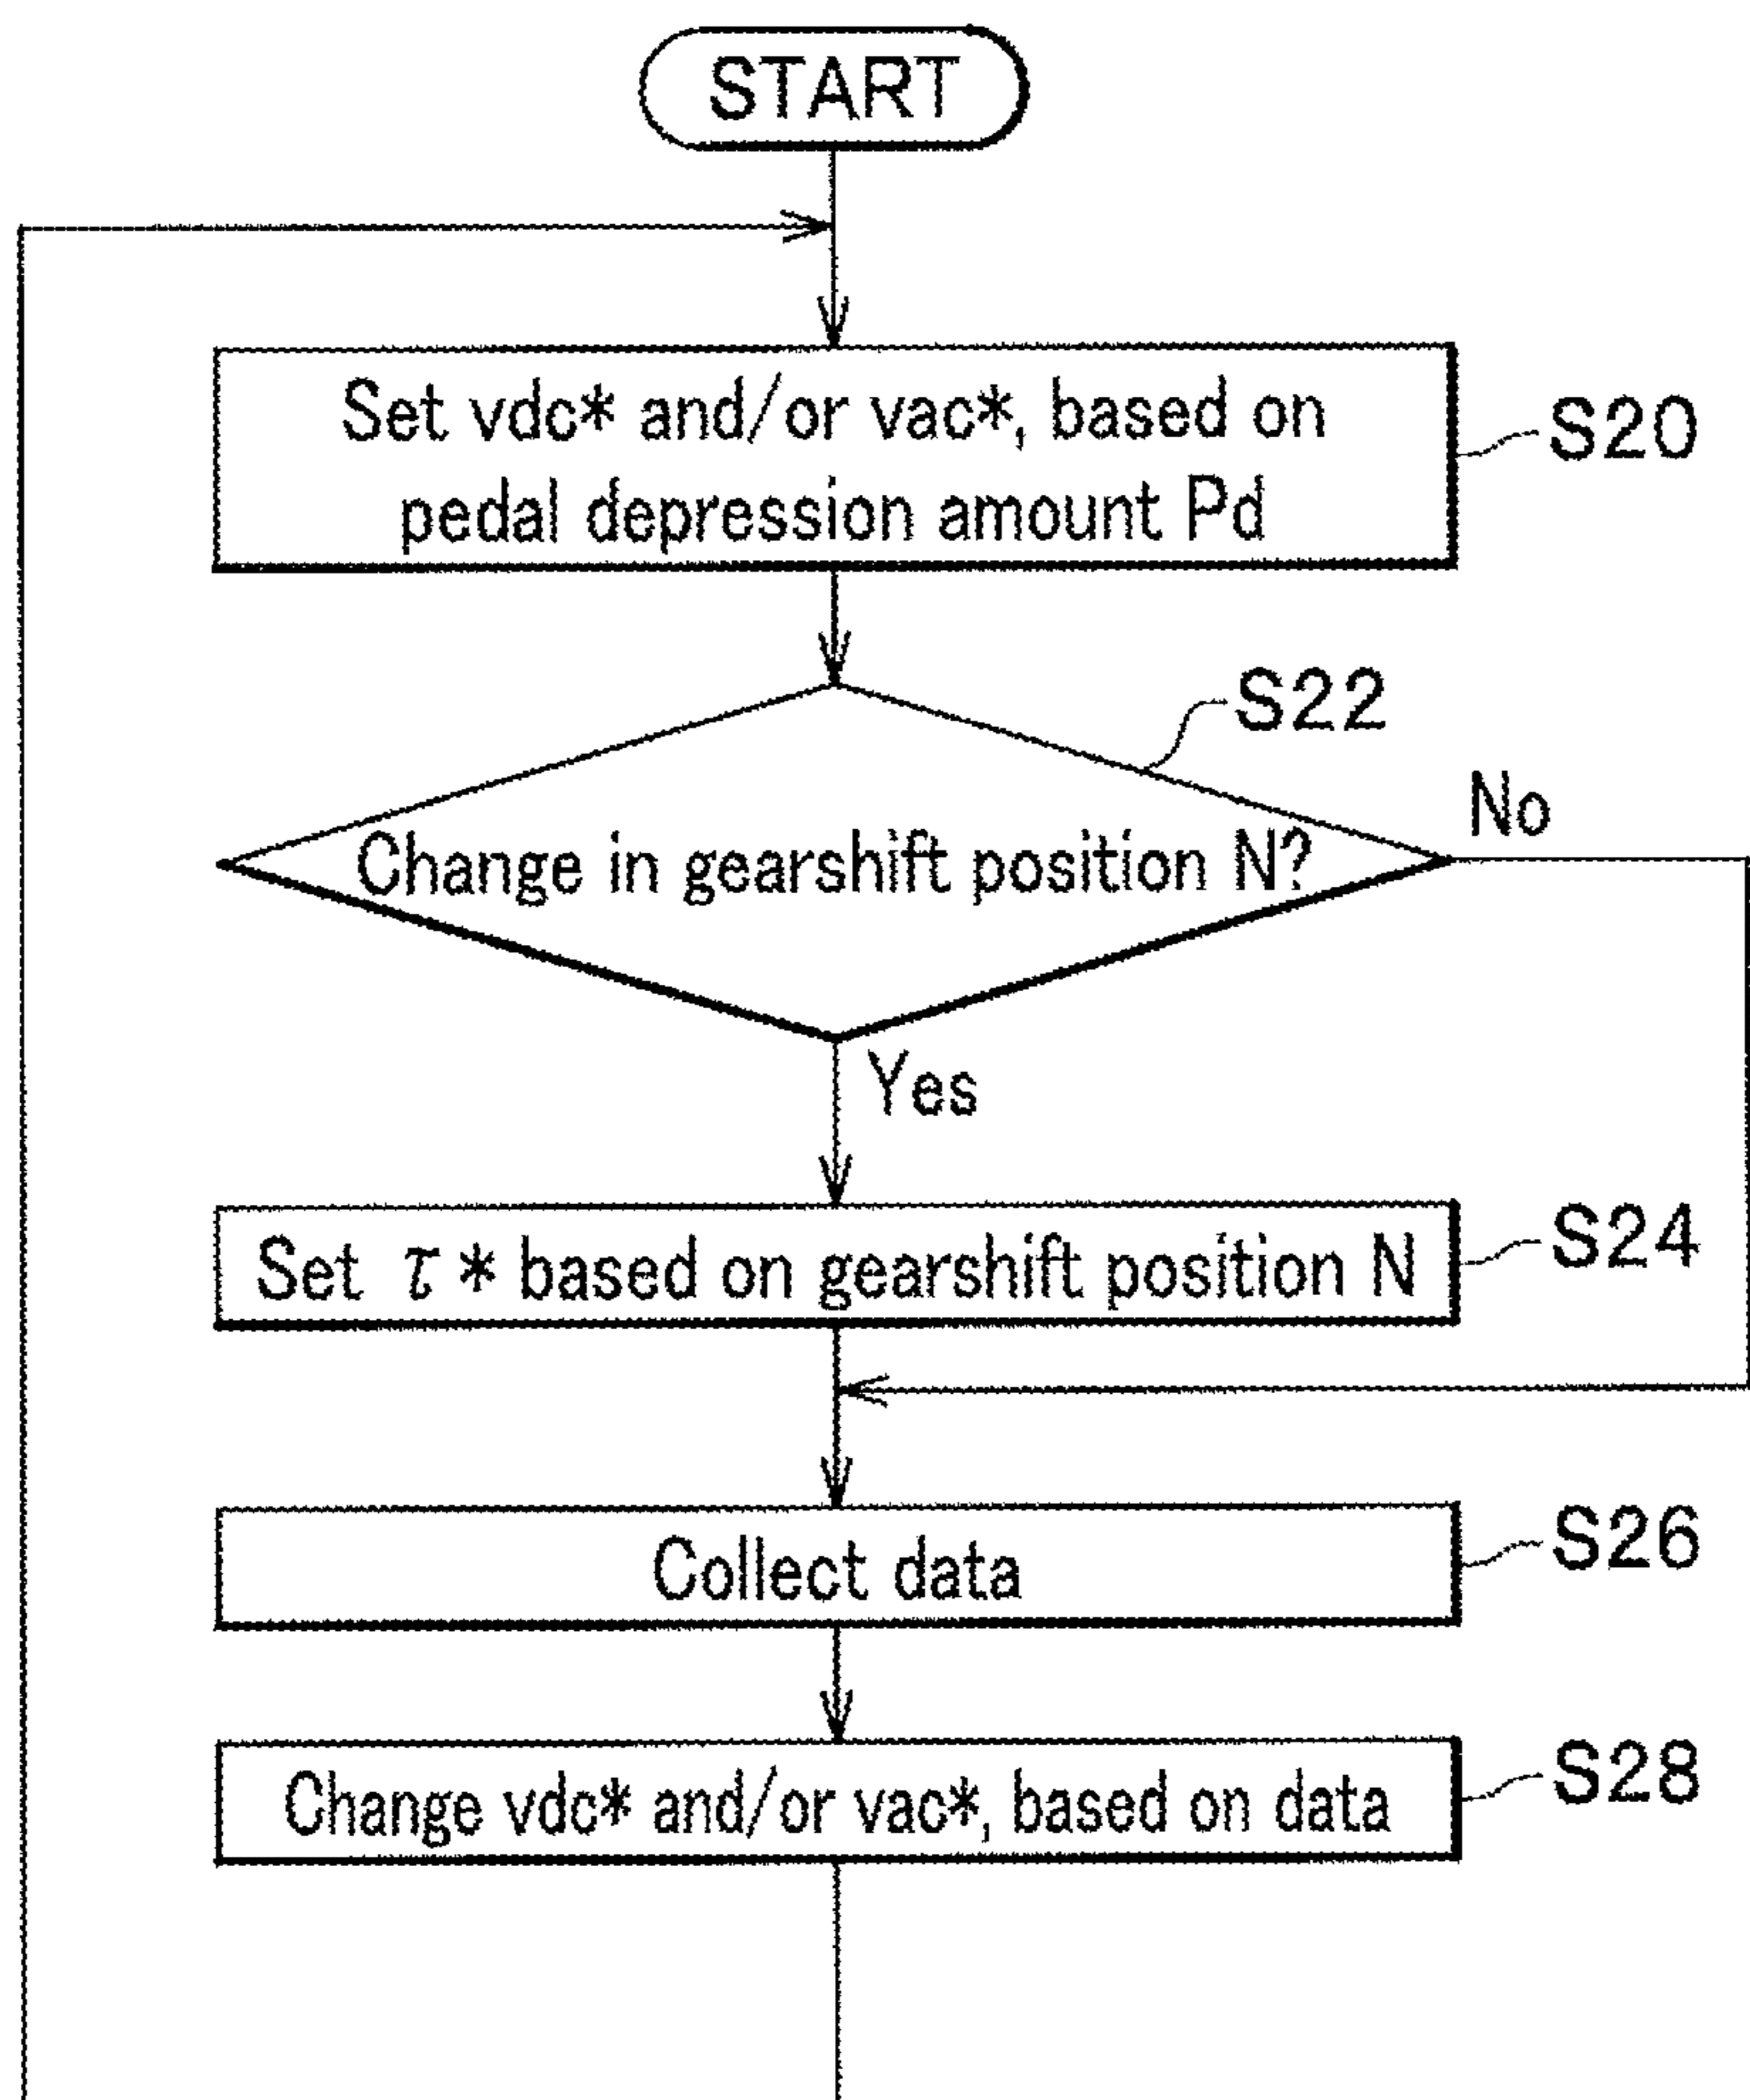 START
Set vdc* and/or vac*, based on
pedal depression amount Pd
S20
S22
Change in gearshift position N?
No
Yes
Set τ* based on gearshift position N
S24
Collect data
S26
Change vdc* and/or vac*, based on data
S28